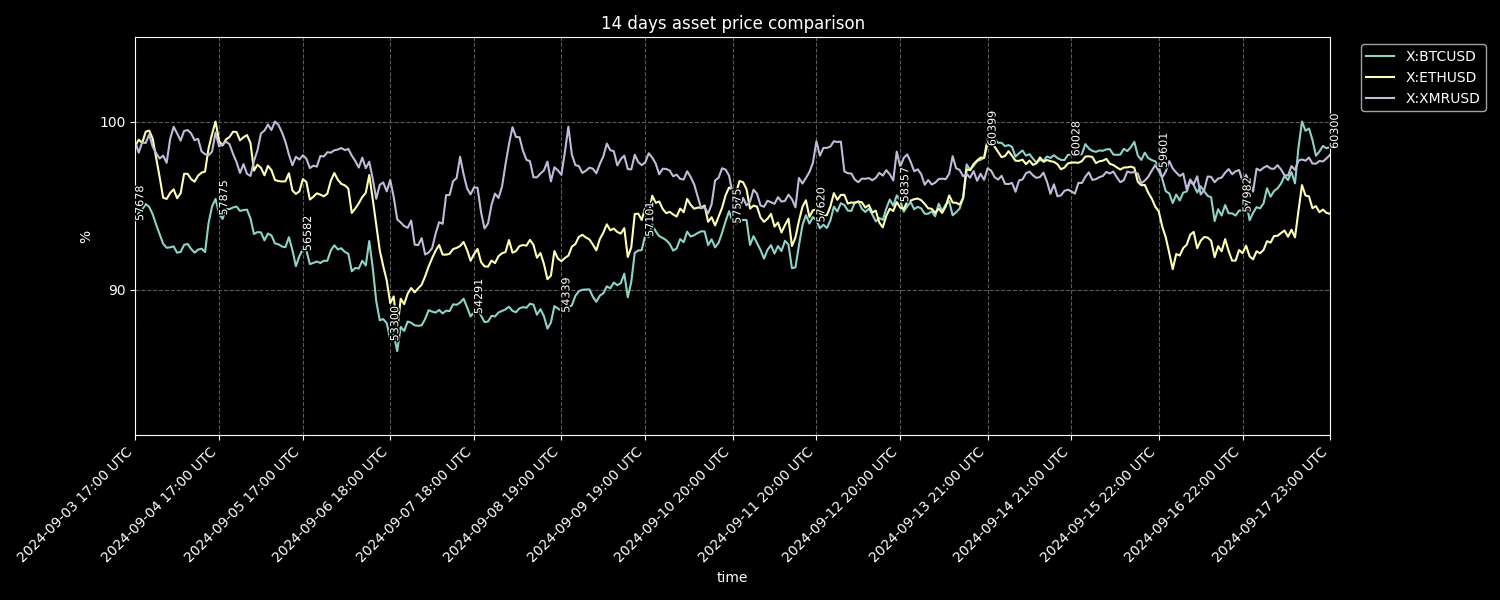 14 days asset price comparison
X:BTCUSD
X:ETHUSD
X:XMRUSD
100
90
%
57678
57875
56582
53300
54291
54339
57101
57575
57620
58357
60399
60028
59601
57982
60300
2024-09-03 17:00 UTC
2024-09-04 17:00 UTC
2024-09-05 17:00 UTC
2024-09-06 18:00 UTC
2024-09-07 18:00 UTC
2024-09-08 19:00 UTC
2024-09-09 19:00 UTC
2024-09-10 20:00 UTC
2024-09-11 20:00 UTC
2024-09-12 20:00 UTC
2024-09-13 21:00 UTC
2024-09-14 21:00 UTC
2024-09-15 22:00 UTC
2024-09-16 22:00 UTC
2024-09-17 23:00 UTC
time